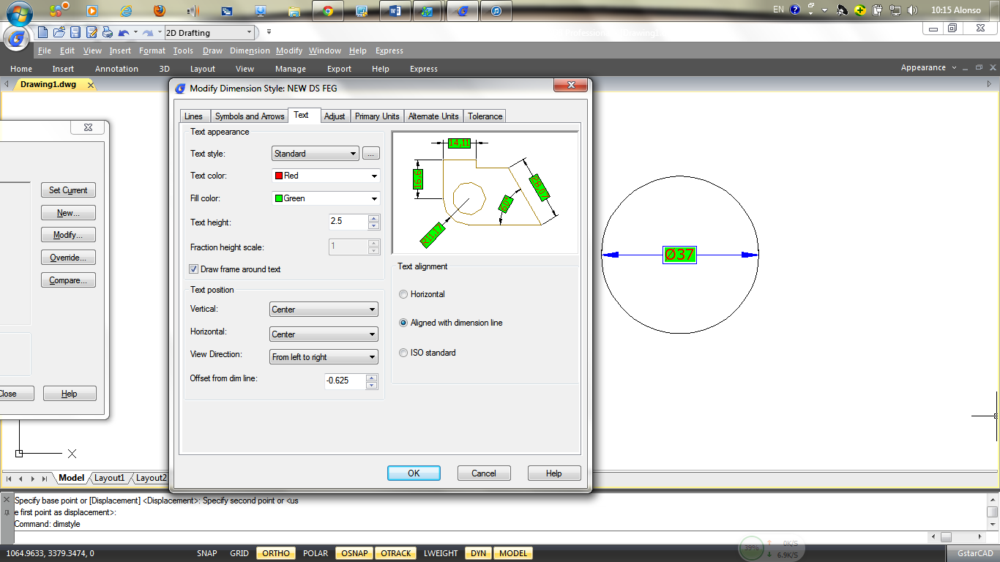 EN
10:15 Alonso
2D Drafting
File Edit View Insert Format Tools Draw Dimension Modify Window Help Express
Home Insert Annotation 3D Layout View Manage Export Help Express
Appearance
Drawing1.dwg
Modify Dimension Style: NEW DS FEG
Lines Symbols and Arrows Text Adjust Primary Units Alternate Units Tolerance
Text appearance
Text style: Standard ...
Text color: Red
Fill color: Green
Text height: 2.5
Fraction height scale: 1
Draw frame around text
Text position
Vertical: Center
Horizontal: Center
View Direction: From left to right
Offset from dim line: -0.625
14,11
16,6
Text alignment
Horizontal
Aligned with dimension line
ISO standard
OK Cancel Help
Set Current
New...
Modify...
Override...
Compare...
Close Help
Ø37
X
Model Layout1 Layout2
Specify base point or [Displacement] <Displacement>: Specify second point or <us
e first point as displacement>:
Command: dimstyle
39% 0K/S
6.9K/S
1064.9633, 3379.3474, 0 SNAP GRID ORTHO POLAR OSNAP OTRACK LWEIGHT DYN MODEL GstarCAD